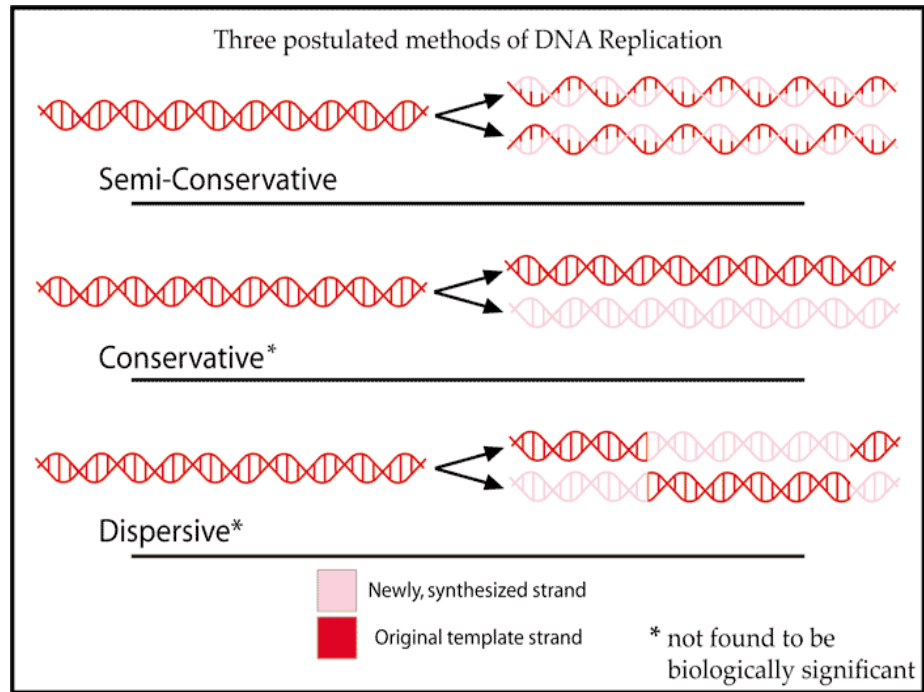 Three postulated methods of DNA Replication
Semi-Conservative
Conservative*
Dispersive*
Newly, synthesized strand
Original template strand
* not found to be
biologically significant